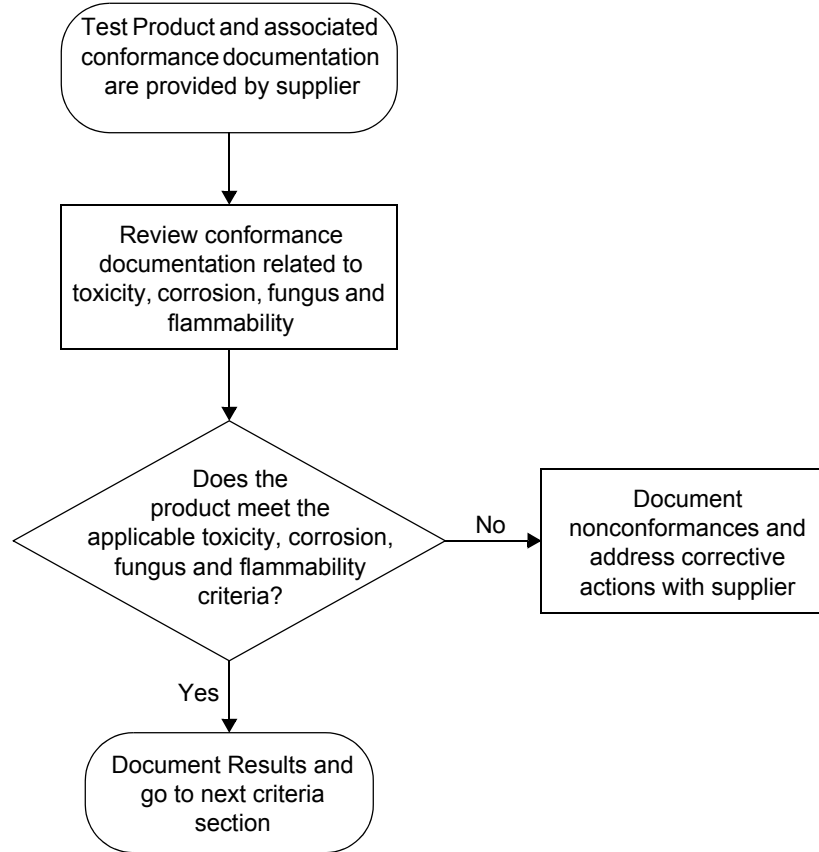 Test Product and associated
conformance documentation
are provided by supplier
Review conformance
documentation related to
toxicity, corrosion, fungus and
flammability
Does the
product meet the
applicable toxicity, corrosion,
fungus and flammability
criteria?
No
Document
nonconformances and
address corrective
actions with supplier
Yes
Document Results and
go to next criteria
section